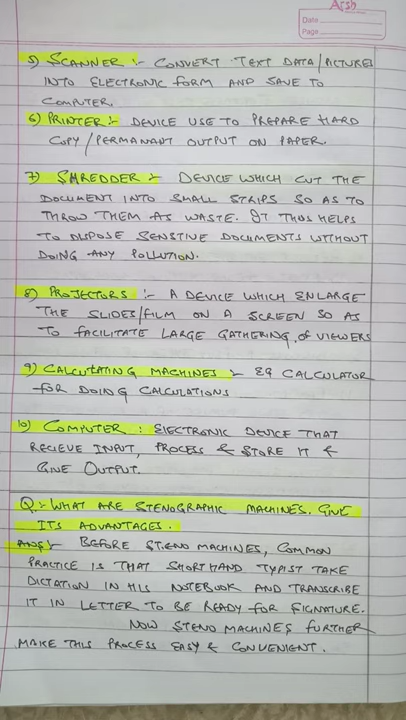 Arsh
Date
Page
5) SCANNER :- CONVERT TEXT DATA/PICTURES
INTO ELECTRONIC FORM AND SAVE TO
COMPUTER.
6) PRINTER :- DEVICE USE TO PREPARE HARD
COPY/PERMANANT OUTPUT ON PAPER.
7) SHREDDER :- DEVICE WHICH CUT THE
DOCUMENT INTO SMALL STRIPS SO AS TO
THROW THEM AS WASTE. IT THUS HELPS
TO DISPOSE SENSTIVE DOCUMENTS WITHOUT
DOING ANY POLLUTION.
8) PROJECTORS :- A DEVICE WHICH ENLARGE
THE SLIDES/FILM ON A SCREEN SO AS
TO FACILITATE LARGE GATHERING of VIEWERS
9) CALCULATING MACHINES :- EG CALCULATOR
FOR DOING CALCULATIONS
10) COMPUTER : ELECTRONIC DEVICE THAT
RECIEVE INPUT, PROCESS & STORE IT &
GIVE OUTPUT.
Q:- WHAT ARE STENOGRAPHIC MACHINES. GIVE
ITS ADVANTAGES.
Ans :- BEFORE STENO MACHINES, COMMON
PRACTICE IS THAT SHORTHAND TYPIST TAKE
DICTATION IN HIS NOTEBOOK AND TRANSCRIBE
IT IN LETTER TO BE READY FOR SIGNATURE.
NOW STENO MACHINES FURTHER
MAKE THIS PROCESS EASY & CONVENIENT.